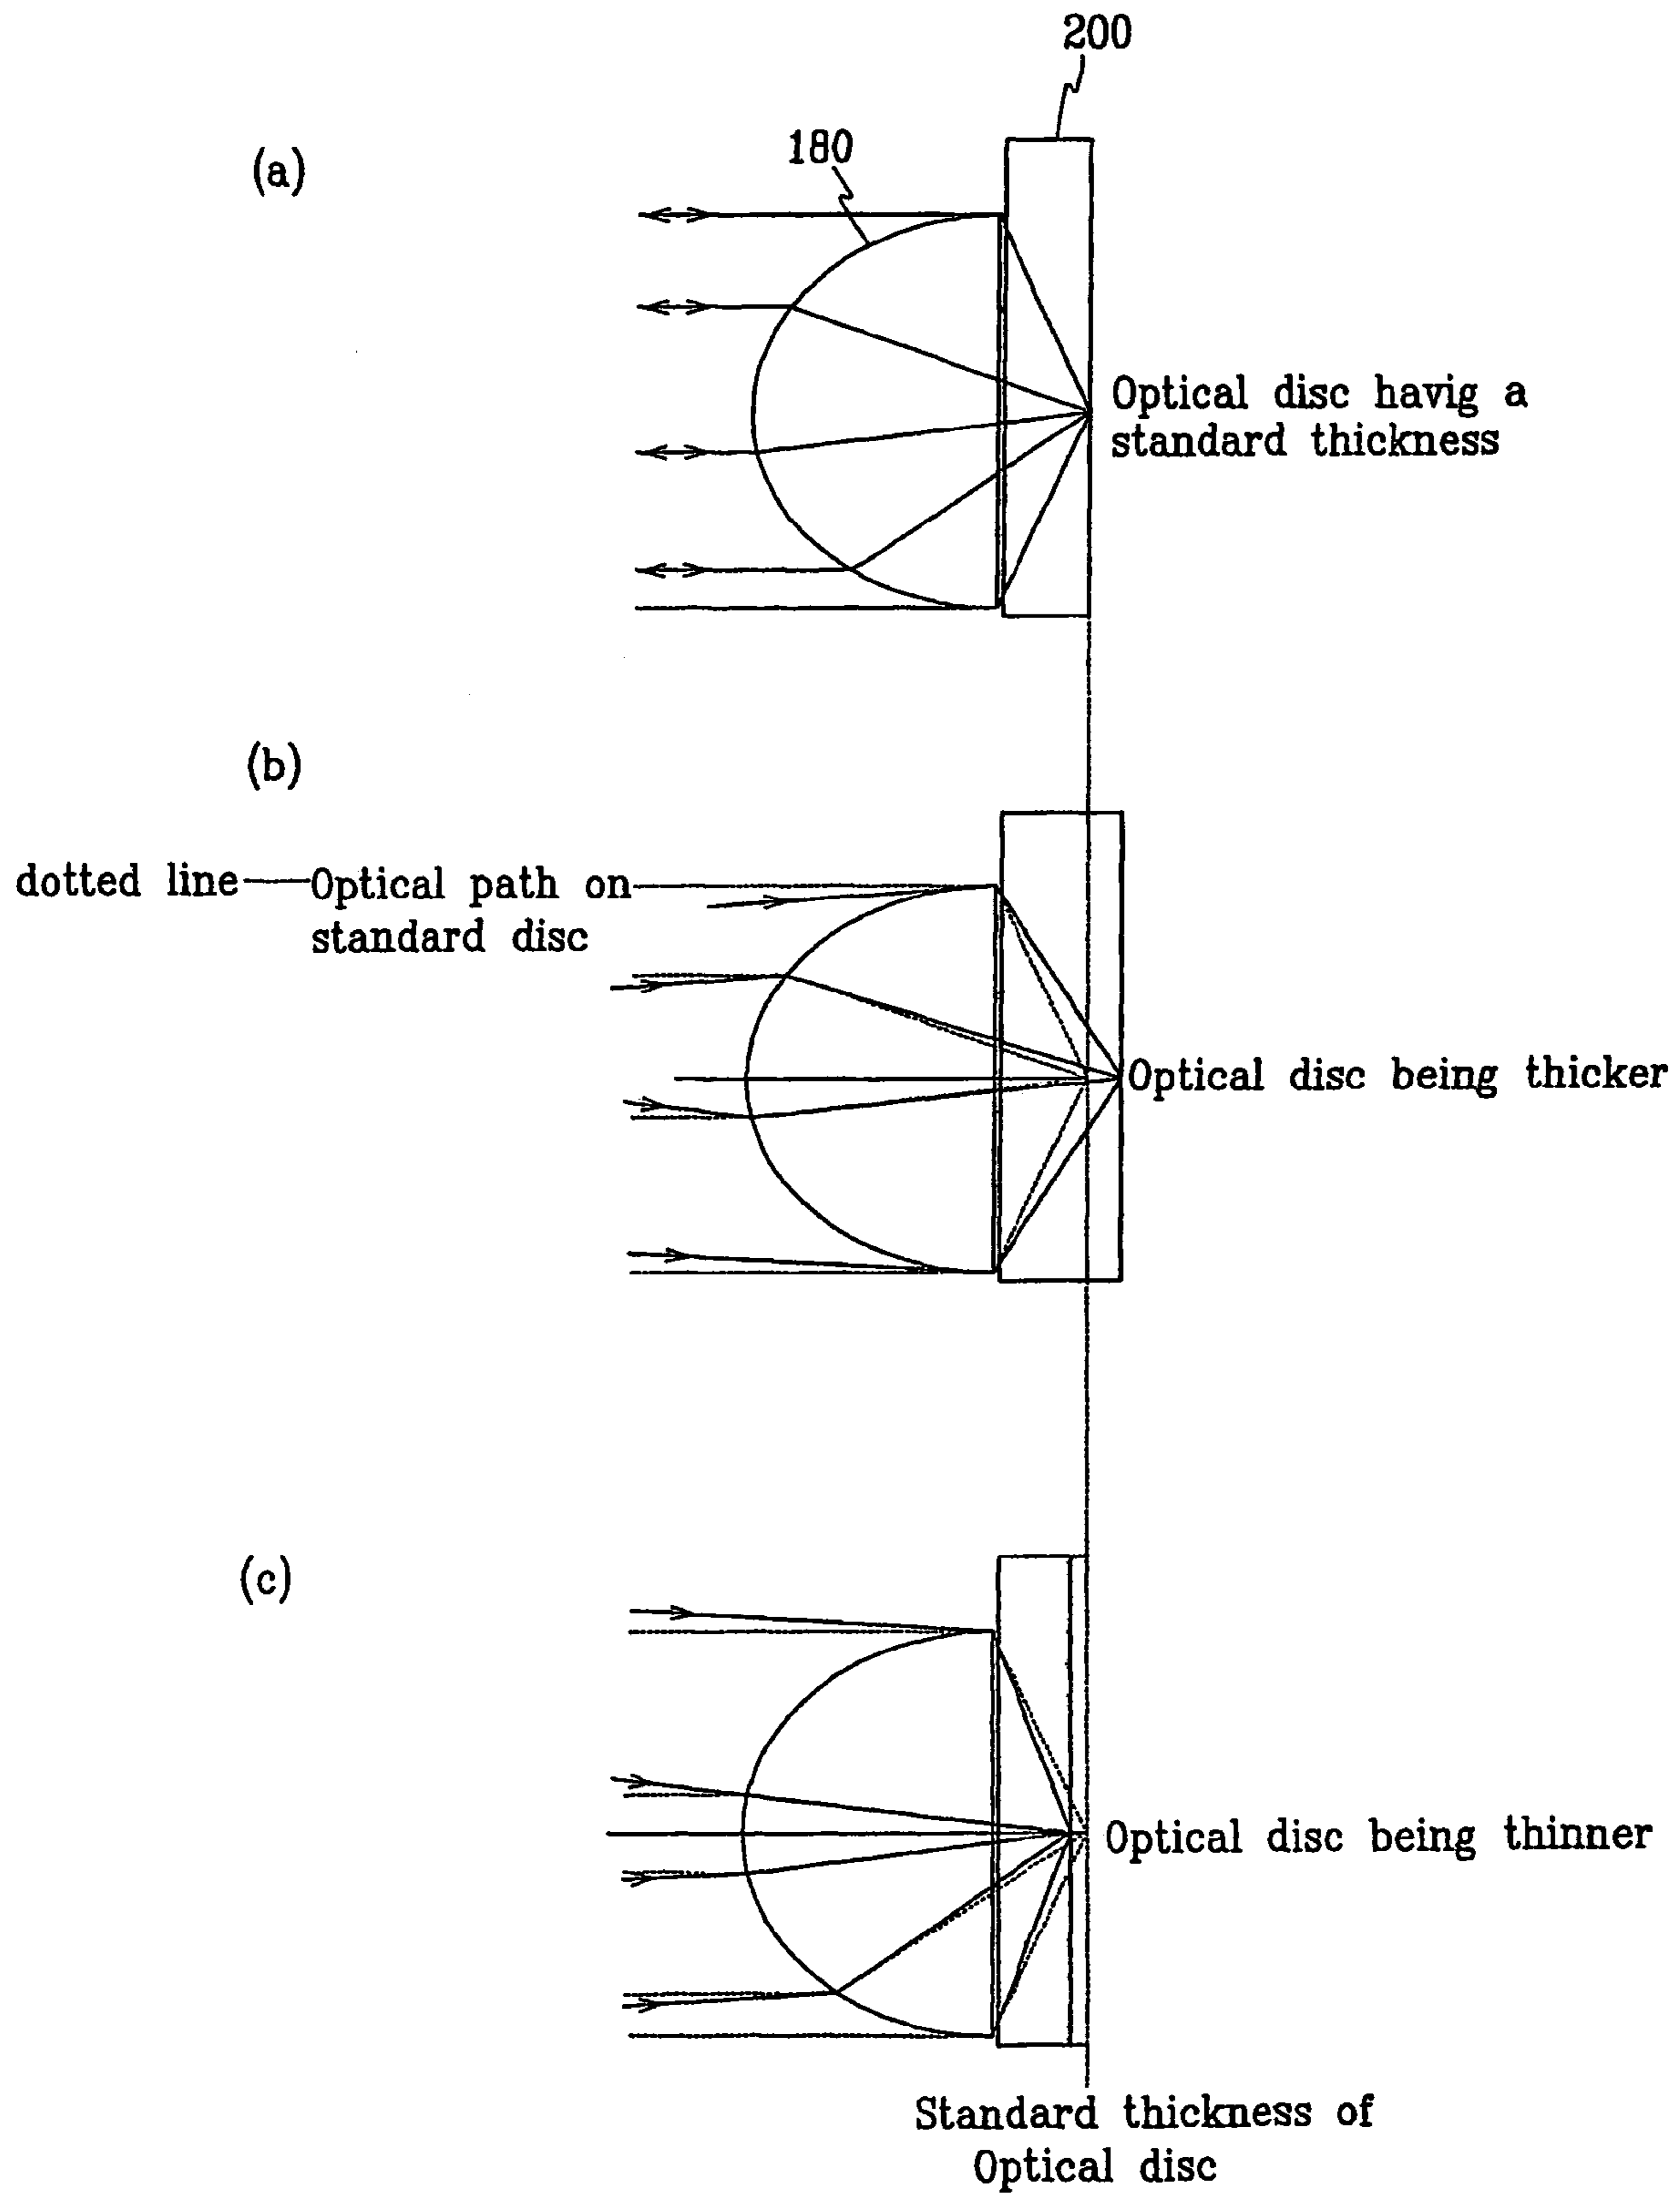 200
180
(a)
Optical disc havig a
standard thickness
(b)
dotted line
Optical path on
standard disc
Optical disc being thicker
(c)
Optical disc being thinner
Standard thickness of
Optical disc